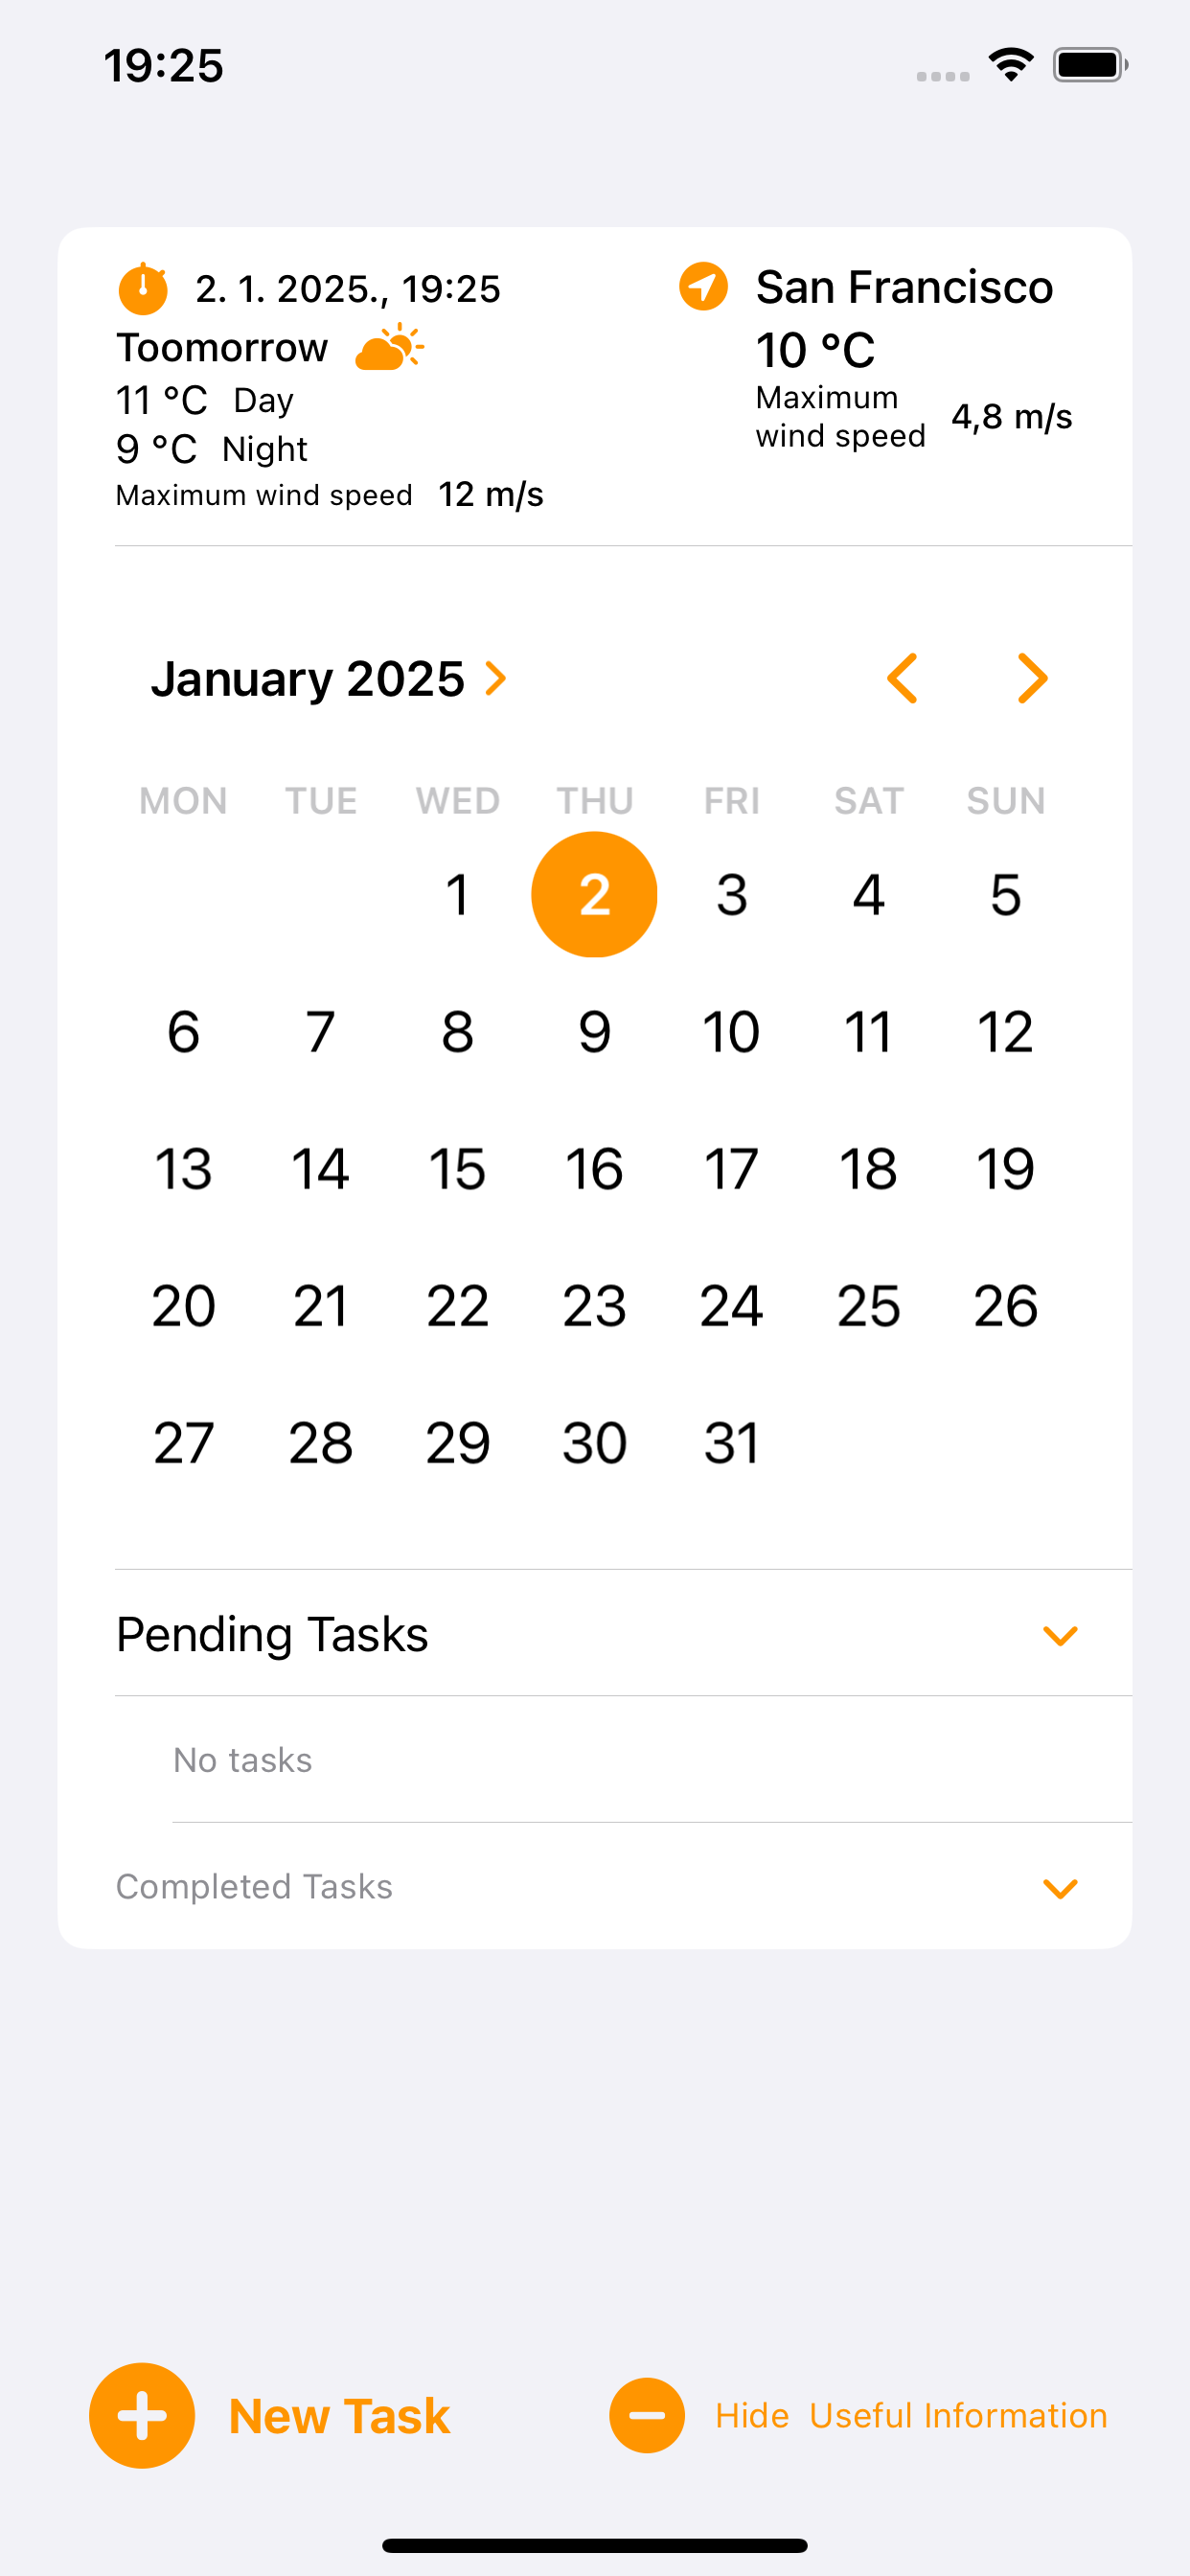 19:25
2. 1. 2025., 19:25
Toomorrow
11 °C Day
9 °C Night
Maximum wind speed 12 m/s
San Francisco
10 °C
Maximum
wind speed 4,8 m/s
January 2025
MON TUE WED THU FRI SAT SUN
1 2 3 4 5
6 7 8 9 10 11 12
13 14 15 16 17 18 19
20 21 22 23 24 25 26
27 28 29 30 31
Pending Tasks
No tasks
Completed Tasks
New Task
Hide Useful Information